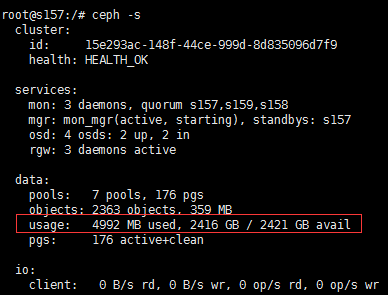 root@s157:/# ceph -s
  cluster:
    id:     15e293ac-148f-44ce-999d-8d835096d7f9
    health: HEALTH_OK

  services:
    mon: 3 daemons, quorum s157,s159,s158
    mgr: mon_mgr(active, starting), standbys: s157
    osd: 4 osds: 2 up, 2 in
    rgw: 3 daemons active

  data:
    pools:   7 pools, 176 pgs
    objects: 2363 objects, 359 MB
    usage:   4992 MB used, 2416 GB / 2421 GB avail
    pgs:     176 active+clean

  io:
    client:   0 B/s rd, 0 B/s wr, 0 op/s rd, 0 op/s wr